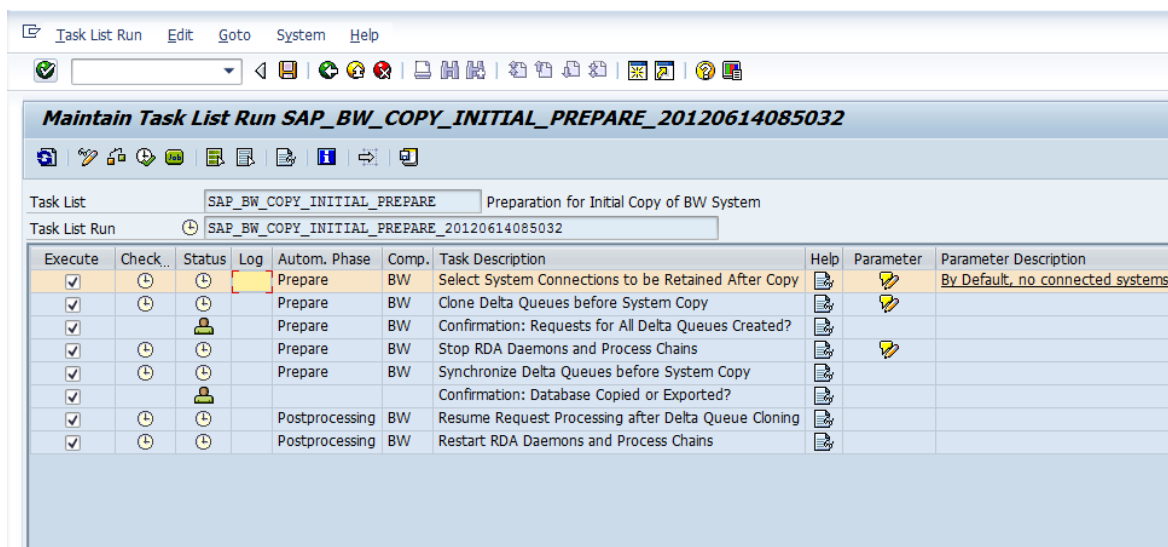 Task List Run Edit Goto System Help
Maintain Task List Run SAP_BW_COPY_INITIAL_PREPARE_20120614085032
Job
Task List SAP_BW_COPY_INITIAL_PREPARE Preparation for Initial Copy of BW System
Task List Run SAP_BW_COPY_INITIAL_PREPARE_20120614085032
Execute Check... Status Log Autom. Phase Comp. Task Description Help Parameter Parameter Description
Prepare BW Select System Connections to be Retained After Copy By Default, no connected systems
Prepare BW Clone Delta Queues before System Copy
Prepare BW Confirmation: Requests for All Delta Queues Created?
Prepare BW Stop RDA Daemons and Process Chains
Prepare BW Synchronize Delta Queues before System Copy
Confirmation: Database Copied or Exported?
Postprocessing BW Resume Request Processing after Delta Queue Cloning
Postprocessing BW Restart RDA Daemons and Process Chains